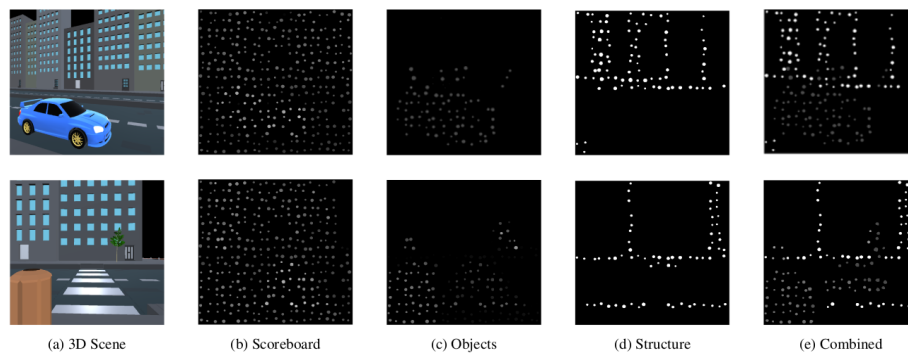 (a) 3D Scene
(b) Scoreboard
(c) Objects
(d) Structure
(e) Combined